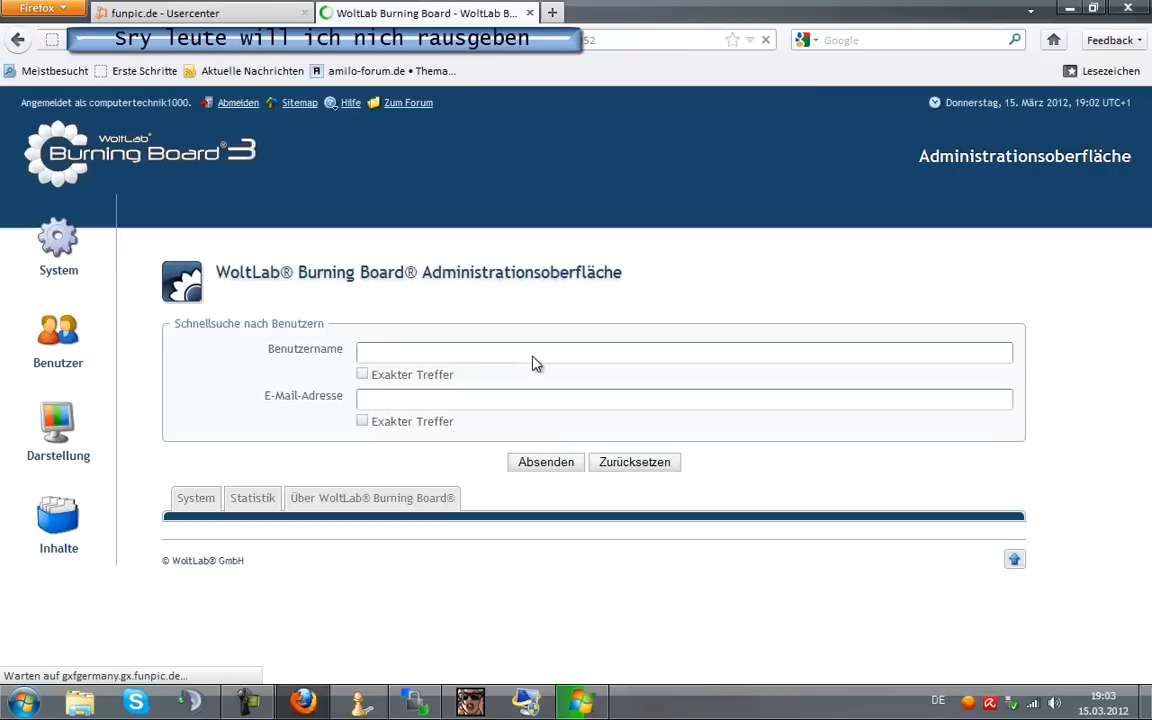 Firefox
funpic.de - Usercenter
WoltLab Burning Board - WoltLab B...
Sry leute will ich nich rausgeben
52
Google
Feedback
Meistbesucht
Erste Schritte
Aktuelle Nachrichten
amilo-forum.de • Thema...
Lesezeichen
Angemeldet als computertechnik1000.
Abmelden
Sitemap
Hilfe
Zum Forum
Donnerstag, 15. März 2012, 19:02 UTC+1
WoltLab®
Burning Board® 3
Administrationsoberfläche
System
Benutzer
Darstellung
Inhalte
WoltLab® Burning Board® Administrationsoberfläche
Schnellsuche nach Benutzern
Benutzername
Exakter Treffer
E-Mail-Adresse
Exakter Treffer
Absenden
Zurücksetzen
System
Statistik
Über WoltLab® Burning Board®
© WoltLab® GmbH
Warten auf gxfgermany.gx.funpic.de...
DE
19:03
15.03.2012